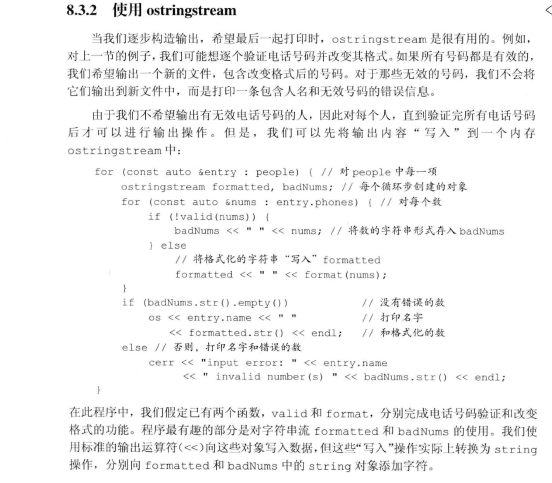 8.3.2 使用 ostringstream
当我们逐步构造输出，希望最后一起打印时，ostringstream 是很有用的。例如，
对上一节的例子，我们可能想逐个验证电话号码并改变其格式。如果所有号码都是有效的，
我们希望输出一个新的文件，包含改变格式后的号码。对于那些无效的号码，我们不会将
它们输出到新文件中，而是打印一条包含人名和无效号码的错误信息。
由于我们不希望输出有无效电话号码的人，因此对每个人，直到验证完所有电话号码
后才可以进行输出操作。但是，我们可以先将输出内容“写入”到一个内存
ostringstream 中：
for (const auto &entry : people) { // 对 people 中每一项
ostringstream formatted, badNums; // 每个循环步创建的对象
for (const auto &nums : entry.phones) { // 对每个数
if (!valid(nums)) {
badNums << " " << nums; // 将数的字符串形式存入 badNums
} else
// 将格式化的字符串“写入”formatted
formatted << " " << format(nums);
}
if (badNums.str().empty()) // 没有错误的数
os << entry.name << " " // 打印名字
<< formatted.str() << endl; // 和格式化的数
else // 否则，打印名字和错误的数
cerr << "input error: " << entry.name
<< " invalid number(s) " << badNums.str() << endl;
}
在此程序中，我们假定已有两个函数，valid 和 format，分别完成电话号码验证和改变
格式的功能。程序最有趣的部分是对字符串流 formatted 和 badNums 的使用。我们使
用标准的输出运算符(<<)向这些对象写入数据，但这些“写入”操作实际上转换为 string
操作，分别向 formatted 和 badNums 中的 string 对象添加字符。